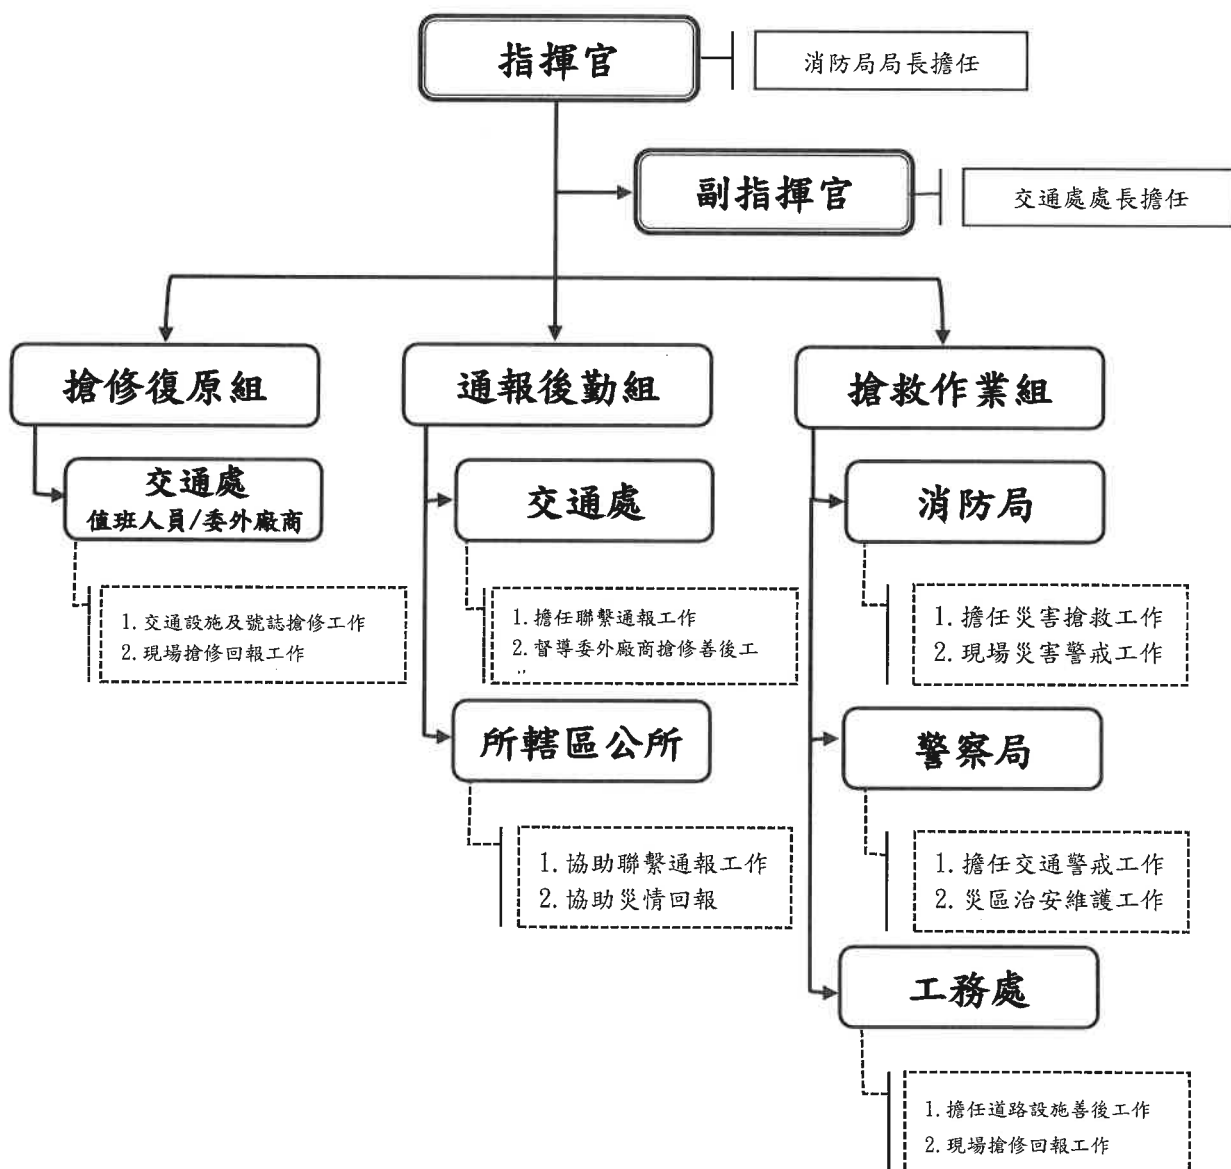 指揮官
消防局局長擔任
副指揮官
交通處處長擔任
搶修復原組
交通處
值班人員/委外廠商
1. 交通設施及號誌搶修工作
2. 現場搶修回報工作
通報後勤組
交通處
1. 擔任聯繫通報工作
2. 督導委外廠商搶修善後工
所轄區公所
1. 協助聯繫通報工作
2. 協助災情回報
搶救作業組
消防局
1. 擔任災害搶救工作
2. 現場災害警戒工作
警察局
1. 擔任交通警戒工作
2. 災區治安維護工作
工務處
1. 擔任道路設施善後工作
2. 現場搶修回報工作